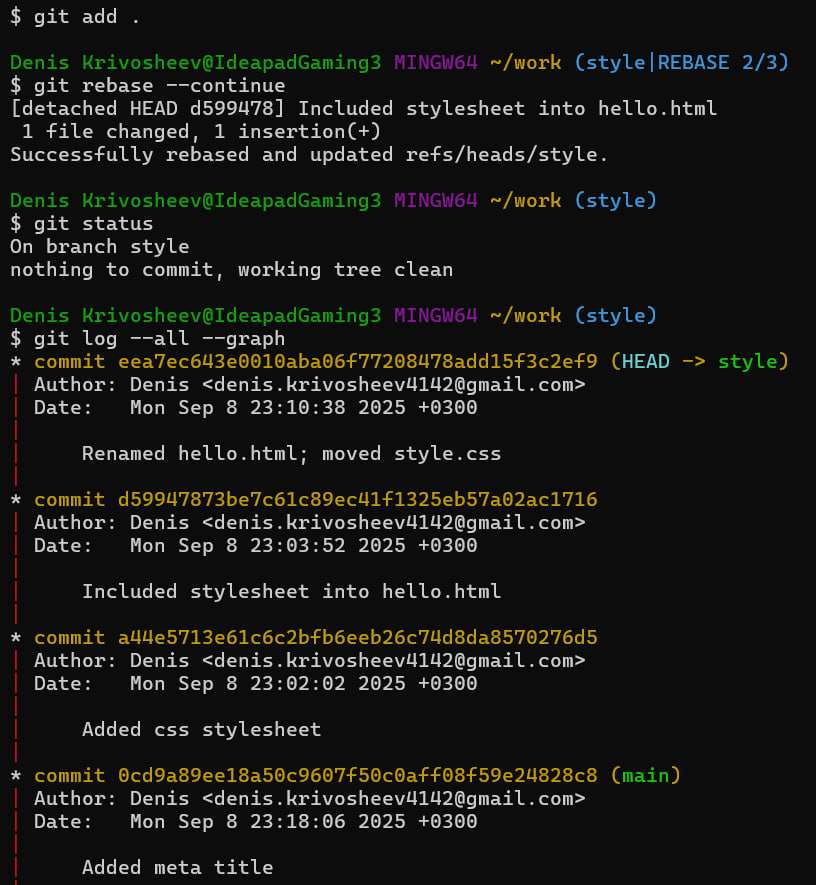 $ git add .
Denis Krivosheev@IdeapadGaming3 MINGW64 ~/work (style|REBASE 2/3)
$ git rebase --continue
[detached HEAD d599478] Included stylesheet into hello.html
 1 file changed, 1 insertion(+)
Successfully rebased and updated refs/heads/style.
Denis Krivosheev@IdeapadGaming3 MINGW64 ~/work (style)
$ git status
On branch style
nothing to commit, working tree clean
Denis Krivosheev@IdeapadGaming3 MINGW64 ~/work (style)
$ git log --all --graph
* commit eea7ec643e0010aba06f77208478add15f3c2ef9 (HEAD -> style)
| Author: Denis <denis.krivosheev4142@gmail.com>
| Date:   Mon Sep 8 23:10:38 2025 +0300
|
|     Renamed hello.html; moved style.css
|
* commit d59947873be7c61c89ec41f1325eb57a02ac1716
| Author: Denis <denis.krivosheev4142@gmail.com>
| Date:   Mon Sep 8 23:03:52 2025 +0300
|
|     Included stylesheet into hello.html
|
* commit a44e5713e61c6c2bfb6eeb26c74d8da8570276d5
| Author: Denis <denis.krivosheev4142@gmail.com>
| Date:   Mon Sep 8 23:02:02 2025 +0300
|
|     Added css stylesheet
|
* commit 0cd9a89ee18a50c9607f50c0aff08f59e24828c8 (main)
| Author: Denis <denis.krivosheev4142@gmail.com>
| Date:   Mon Sep 8 23:18:06 2025 +0300
|
|     Added meta title
|